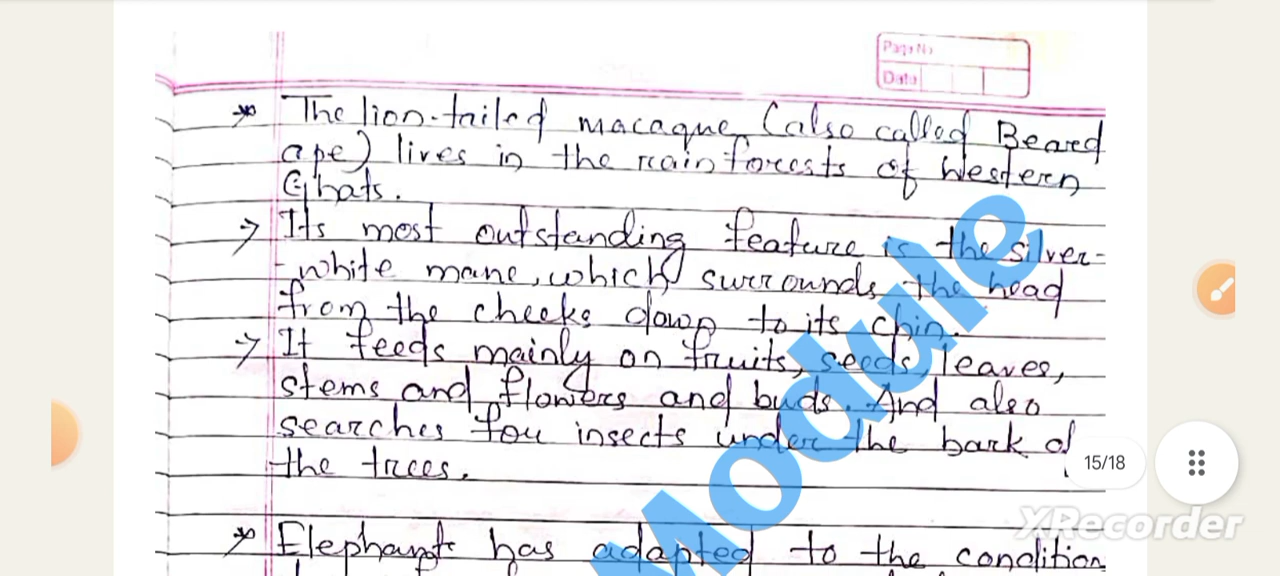 Page No
Date
* The lion-tailed macaque (also called Beard
ape) lives in the rainforests of Western
Ghats.
→ Its most outstanding feature is the silver-
-white mane, which surrounds the head
from the cheeks down to its chin.
→ It feeds mainly on fruits, seeds, leaves,
stems and flowers and buds. And also
searches for insects under the bark of
the trees.
* Elephant has adapted to the condition
Module
15/18
XRecorder